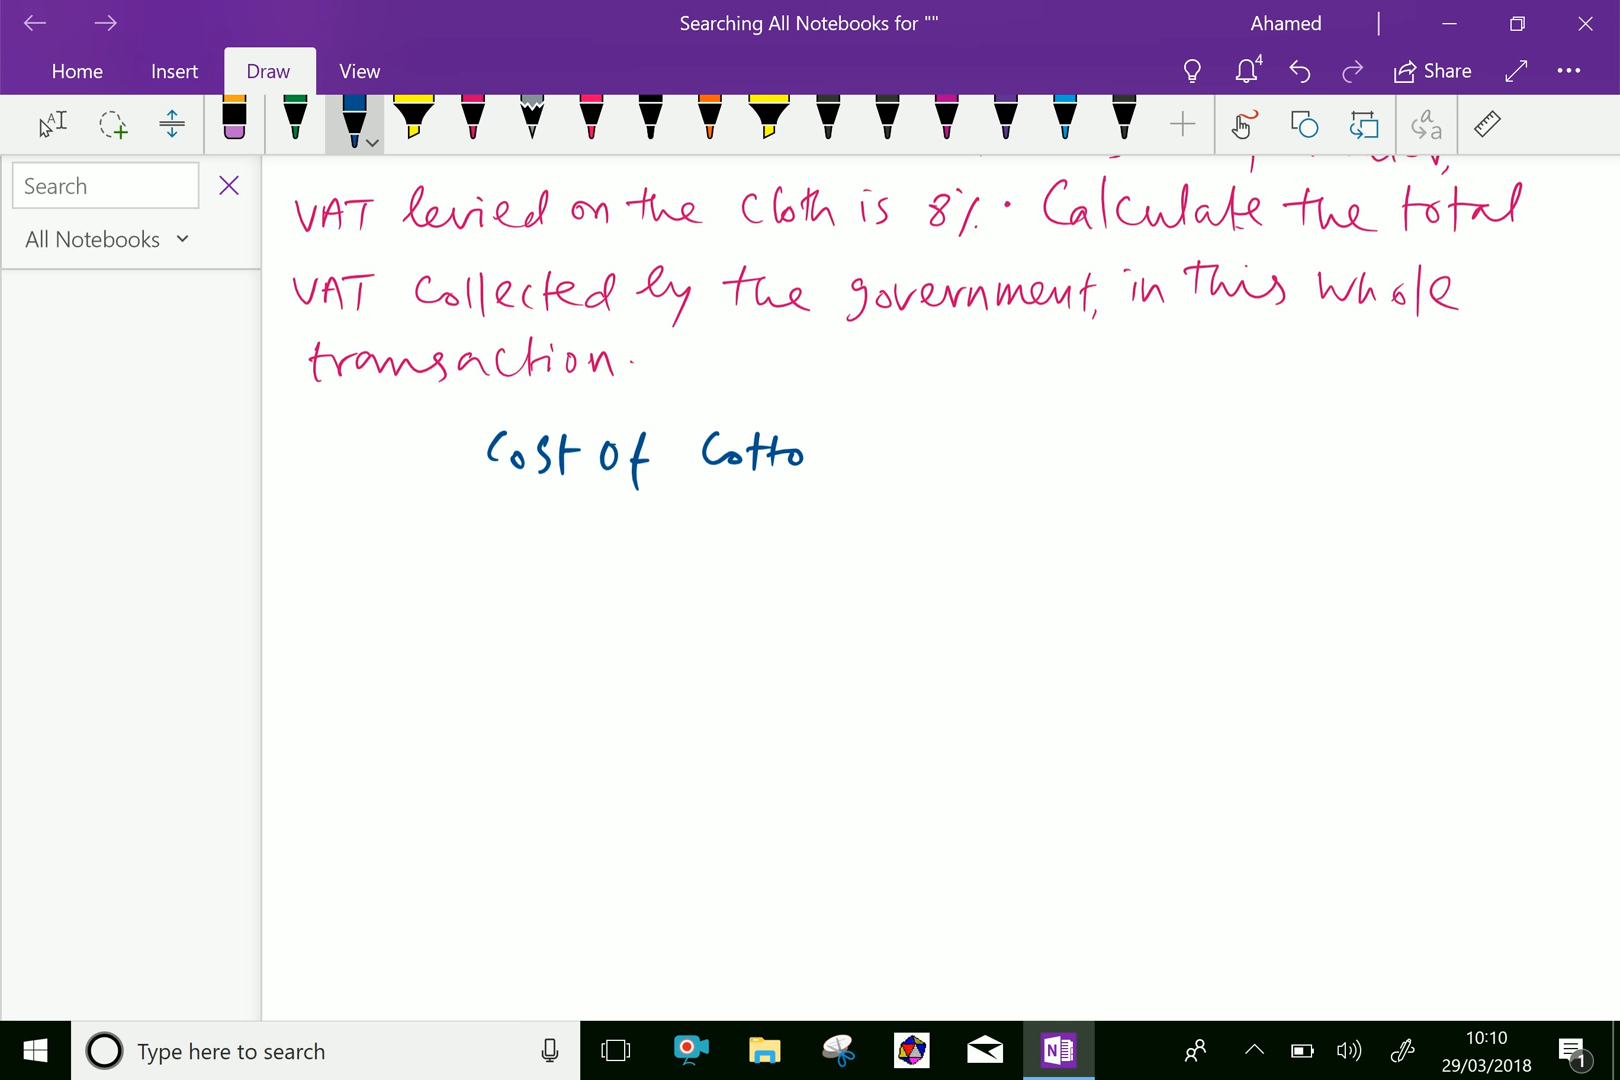 Searching All Notebooks for ""
Ahamed
Home Insert Draw View
4
Share
Search
All Notebooks
VAT levied on the cloth is 8%. Calculate the total
VAT collected by the government, in this whole
transaction.
Cost of Cotto
Type here to search
10:10
29/03/2018
1